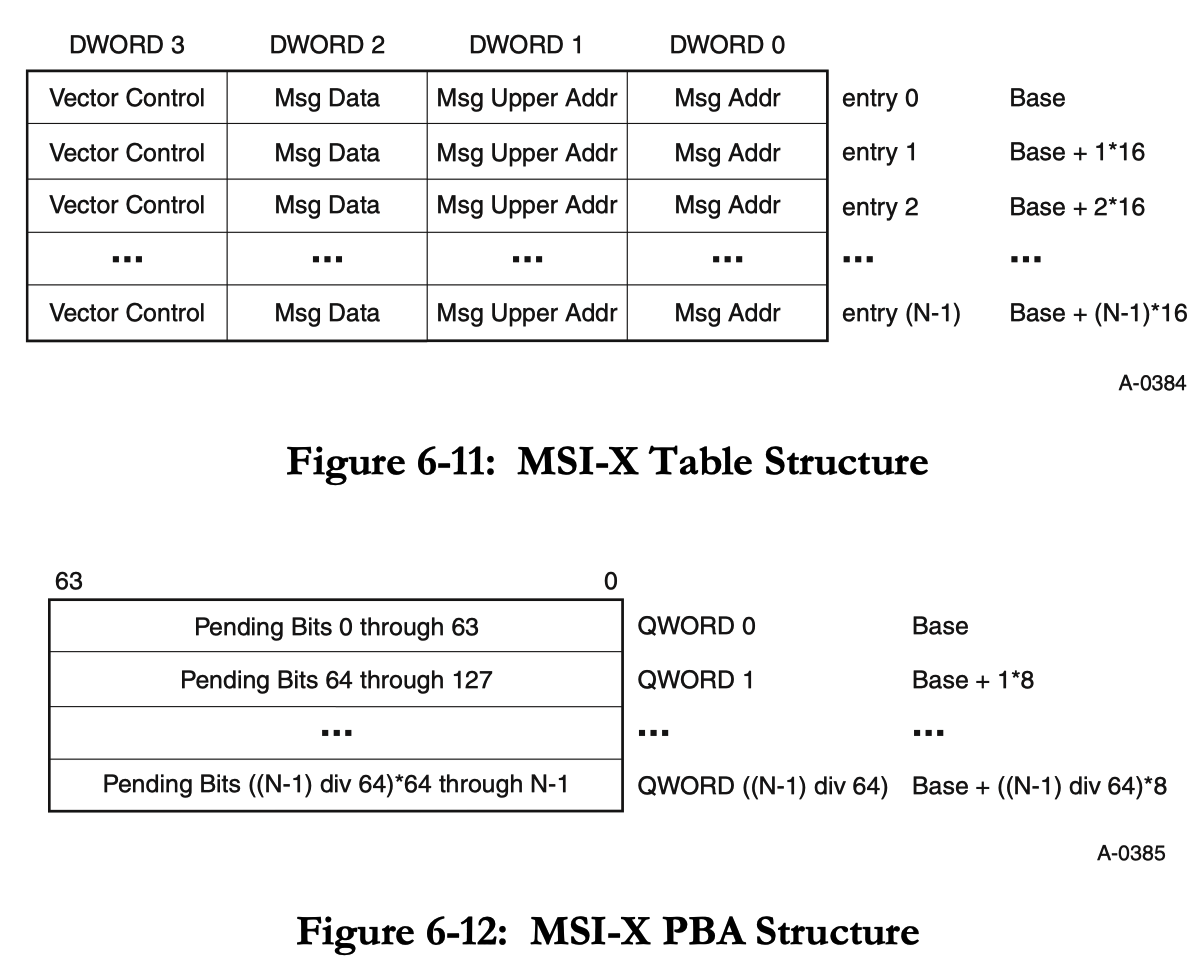 DWORD 3 DWORD 2 DWORD 1 DWORD 0
Vector Control Msg Data Msg Upper Addr Msg Addr entry 0 Base
Vector Control Msg Data Msg Upper Addr Msg Addr entry 1 Base + 1*16
Vector Control Msg Data Msg Upper Addr Msg Addr entry 2 Base + 2*16
... ... ... ... ... ...
Vector Control Msg Data Msg Upper Addr Msg Addr entry (N-1) Base + (N-1)*16
A-0384
Figure 6-11: MSI-X Table Structure
63 0
Pending Bits 0 through 63 QWORD 0 Base
Pending Bits 64 through 127 QWORD 1 Base + 1*8
... ... ...
Pending Bits ((N-1) div 64)*64 through N-1 QWORD ((N-1) div 64) Base + ((N-1) div 64)*8
A-0385
Figure 6-12: MSI-X PBA Structure